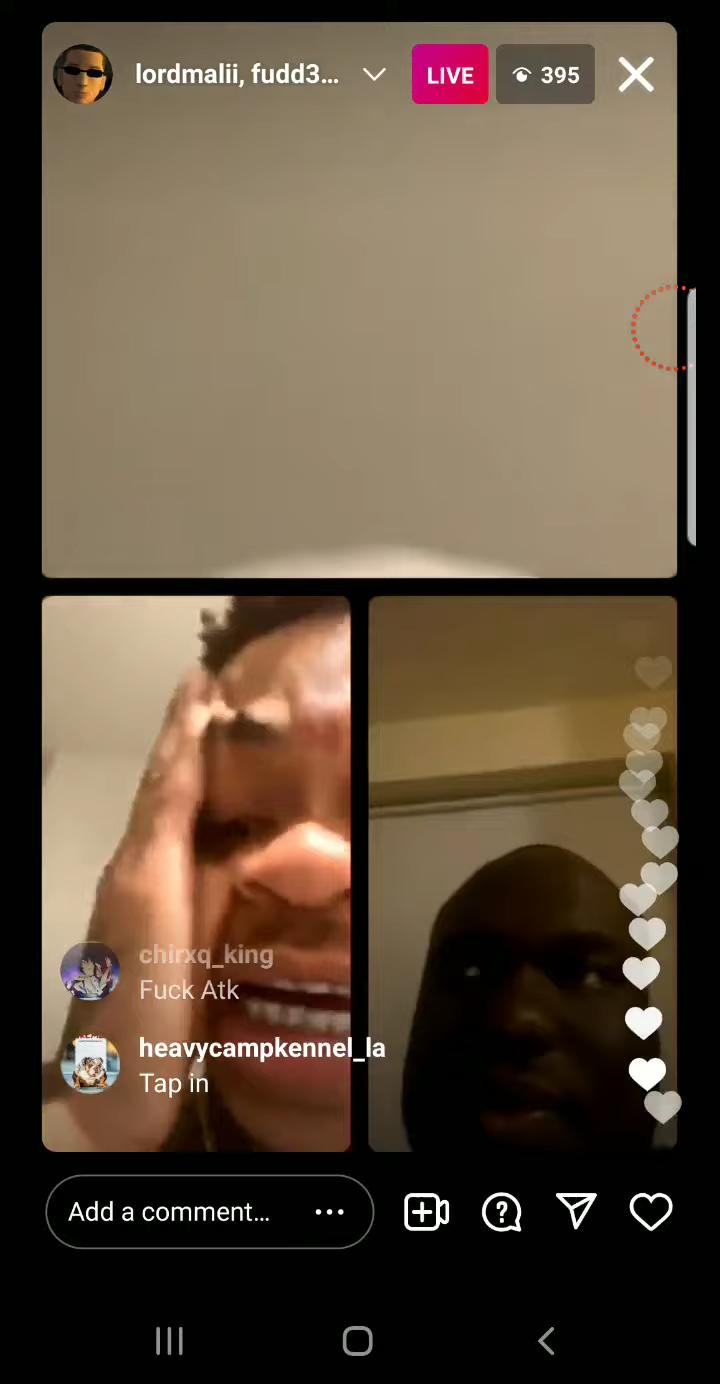 lordmalii, fudd3...
LIVE
395
chirxq_king
Fuck Atk
heavycampkennel_la
Tap in
Add a comment...